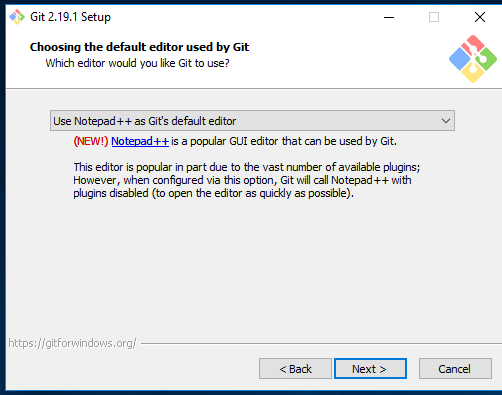 Git 2.19.1 Setup
Choosing the default editor used by Git
Which editor would you like Git to use?
Use Notepad++ as Git's default editor
(NEW!) Notepad++ is a popular GUI editor that can be used by Git.
This editor is popular in part due to the vast number of available plugins;
However, when configured via this option, Git will call Notepad++ with
plugins disabled (to open the editor as quickly as possible).
https://gitforwindows.org/
< Back
Next >
Cancel